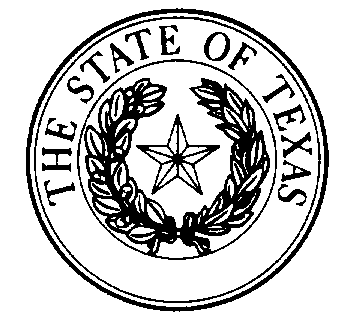 THE STATE OF TEXAS